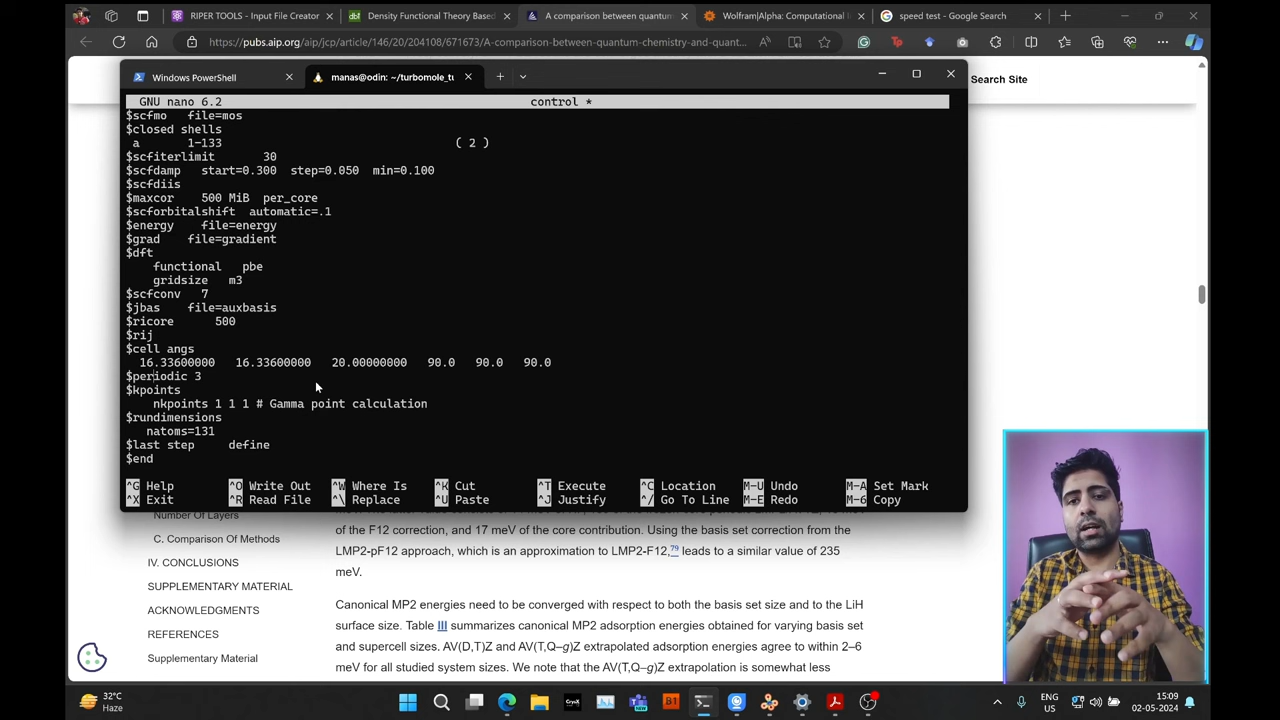 RIPER TOOLS - Input File Creator
Density Functional Theory Based
A comparison between quantum
Wolfram|Alpha: Computational I
speed test - Google Search
https://pubs.aip.org/aip/jcp/article/146/20/204108/671673/A-comparison-between-quantum-chemistry-and-quant...
Search Site
Windows PowerShell
manas@odin: ~/turbomole_tu
GNU nano 6.2 control *
$scfmo file=mos
$closed shells
a 1-133 ( 2 )
$scfiterlimit 30
$scfdamp start=0.300 step=0.050 min=0.100
$scfdiis
$maxcor 500 MiB per_core
$scforbitalshift automatic=.1
$energy file=energy
$grad file=gradient
$dft
functional pbe
gridsize m3
$scfconv 7
$jbas file=auxbasis
$ricore 500
$rij
$cell angs
16.33600000 16.33600000 20.00000000 90.0 90.0 90.0
$periodic 3
$kpoints
nkpoints 1 1 1 # Gamma point calculation
$rundimensions
natoms=131
$last step define
$end
^G Help ^O Write Out ^W Where Is ^K Cut ^T Execute ^C Location M-U Undo M-A Set Mark
^X Exit ^R Read File ^\ Replace ^U Paste ^J Justify ^/ Go To Line M-E Redo M-6 Copy
Number Of Layers
C. Comparison Of Methods
IV. CONCLUSIONS
SUPPLEMENTARY MATERIAL
ACKNOWLEDGMENTS
REFERENCES
Supplementary Material
of the F12 correction, and 17 meV of the core contribution. Using the basis set correction from the
LMP2-pF12 approach, which is an approximation to LMP2-F12,79 leads to a similar value of 235
meV.
Canonical MP2 energies need to be converged with respect to both the basis set size and to the LiH
surface size. Table III summarizes canonical MP2 adsorption energies obtained for varying basis set
and supercell sizes. AV(D,T)Z and AV(T,Q–g)Z extrapolated adsorption energies agree to within 2–6
meV for all studied system sizes. We note that the AV(T,Q–g)Z extrapolation is somewhat less
32°C
Haze
ENG
US
15:09
02-05-2024